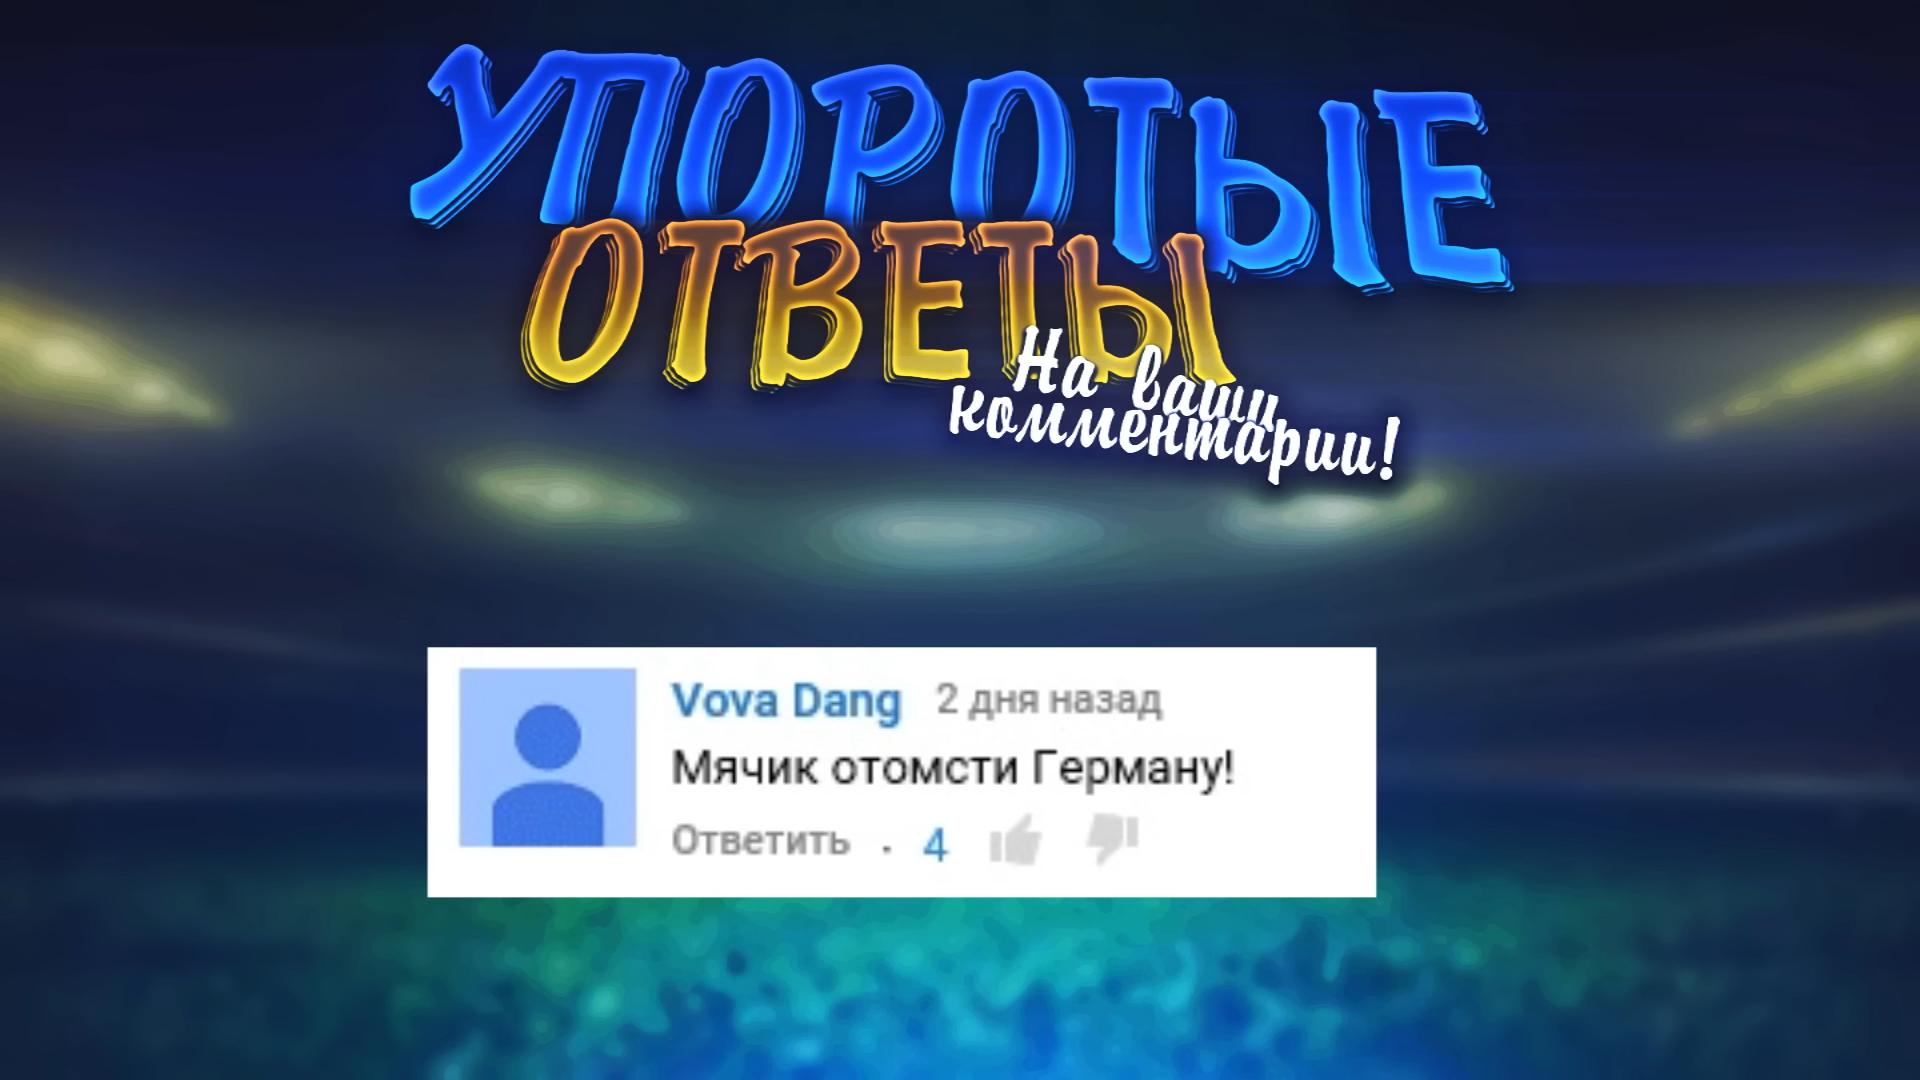 УПОРОТЫЕ
ОТВЕТЫ
На ваши
комментарии!
Vova Dang 2 дня назад
Мячик отомсти Герману!
Ответить . 4